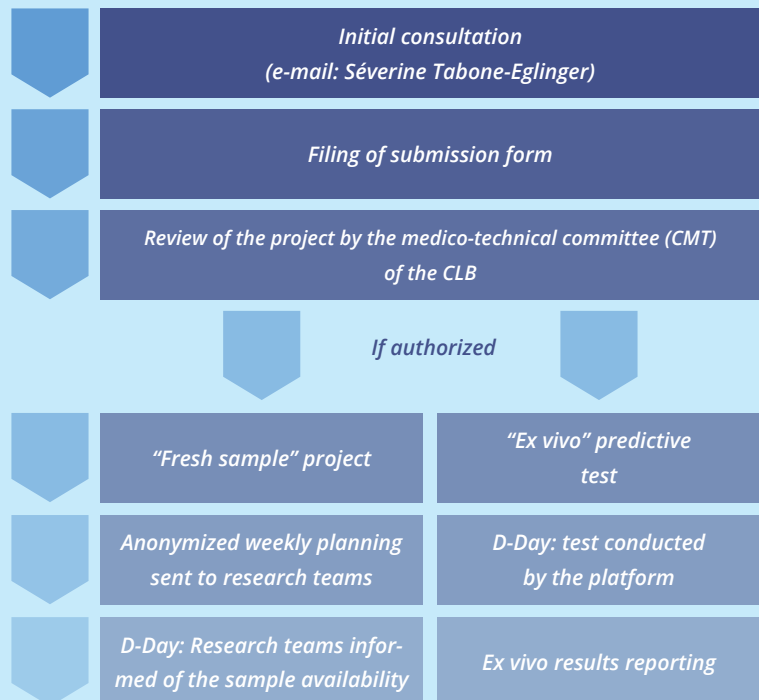 Initial consultation
(e-mail: Séverine Tabone-Eglinger)
Filing of submission form
Review of the project by the medico-technical committee (CMT)
of the CLB
If authorized
“Fresh sample” project
“Ex vivo” predictive
test
Anonymized weekly planning
sent to research teams
D-Day: test conducted
by the platform
D-Day: Research teams infor-
med of the sample availability
Ex vivo results reporting